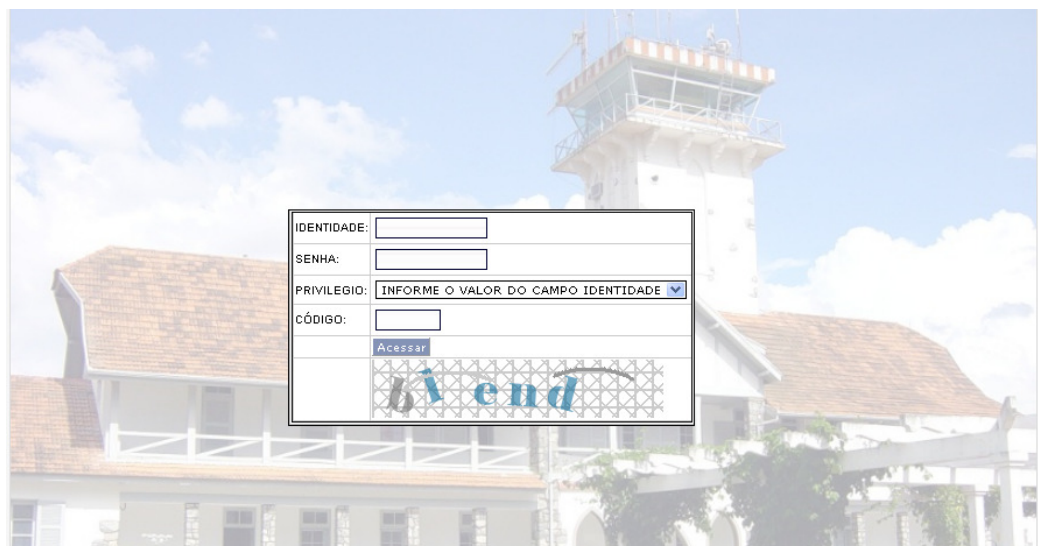 IDENTIDADE:
SENHA:
PRIVILEGIO: INFORME O VALOR DO CAMPO IDENTIDADE
CÓDIGO:
Acessar